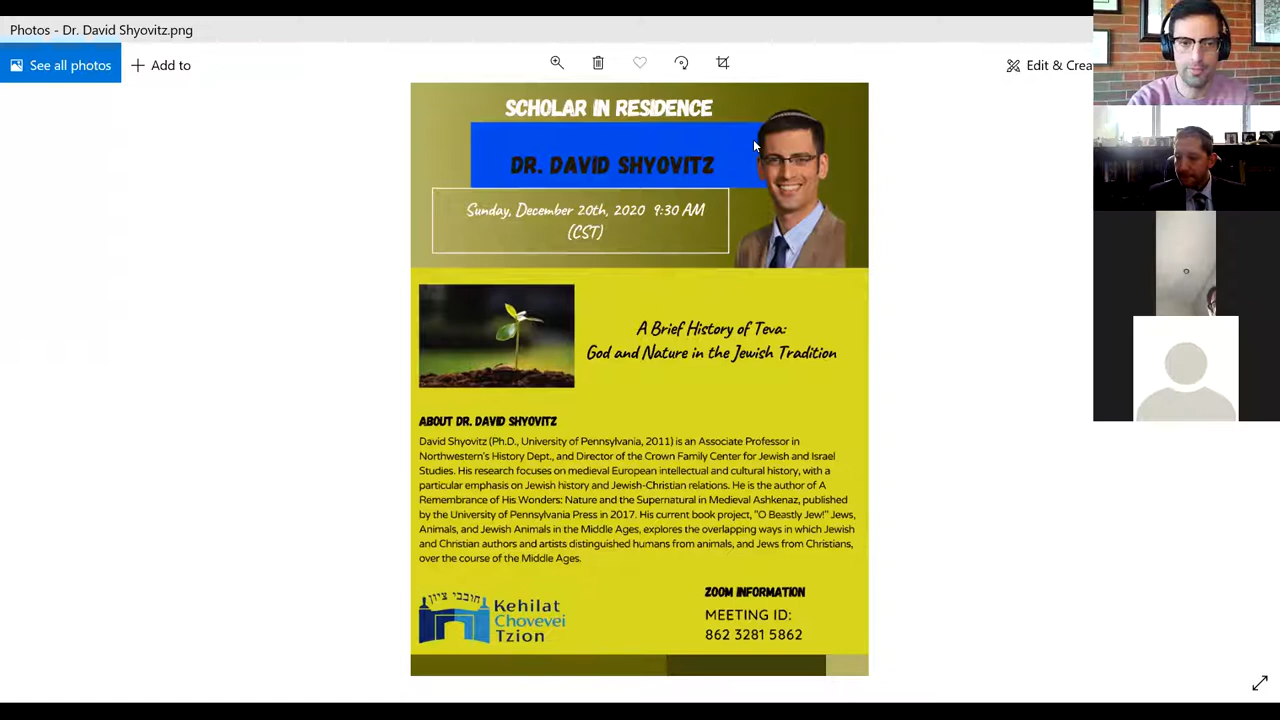 Photos - Dr. David Shyovitz.png
See all photos
Add to
Edit & Crea
SCHOLAR IN RESIDENCE
DR. DAVID SHYOVITZ
Sunday, December 20th, 2020 9:30 AM
(CST)
A Brief History of Teva:
God and Nature in the Jewish Tradition
ABOUT DR. DAVID SHYOVITZ
David Shyovitz (Ph.D., University of Pennsylvania, 2011) is an Associate Professor in
Northwestern's History Dept., and Director of the Crown Family Center for Jewish and Israel
Studies. His research focuses on medieval European intellectual and cultural history, with a
particular emphasis on Jewish history and Jewish-Christian relations. He is the author of A
Remembrance of His Wonders: Nature and the Supernatural in Medieval Ashkenaz, published
by the University of Pennsylvania Press in 2017. His current book project, "O Beastly Jew!" Jews,
Animals, and Jewish Animals in the Middle Ages, explores the overlapping ways in which Jewish
and Christian authors and artists distinguished humans from animals, and Jews from Christians,
over the course of the Middle Ages.
חובבי ציון
Kehilat
Chovevei
Tzion
ZOOM INFORMATION
MEETING ID:
862 3281 5862